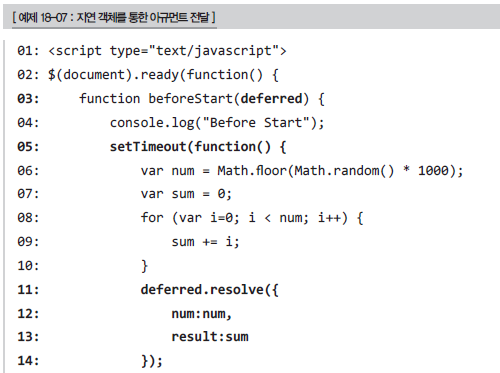 [ 예제 18-07 : 지연 객체를 통한 아규먼트 전달 ]
01: <script type="text/javascript">
02: $(document).ready(function() {
03:     function beforeStart(deferred) {
04:         console.log("Before Start");
05:         setTimeout(function() {
06:             var num = Math.floor(Math.random() * 1000);
07:             var sum = 0;
08:             for (var i=0; i < num; i++) {
09:                 sum += i;
10:             }
11:             deferred.resolve({
12:                 num:num,
13:                 result:sum
14:             });